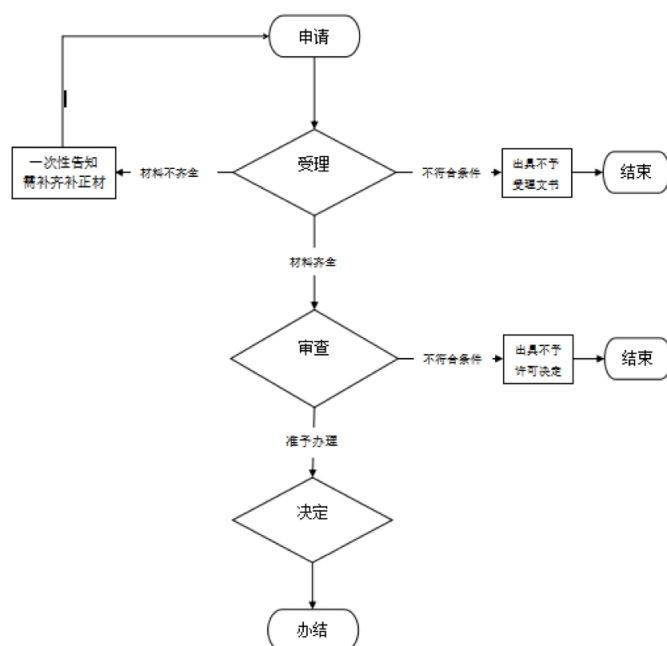 申请
受理
一次性告知
需补齐补正材
材料不齐全
不符合条件
出具不予
受理文书
结束
材料齐全
审查
不符合条件
出具不予
许可决定
结束
准予办理
决定
办结